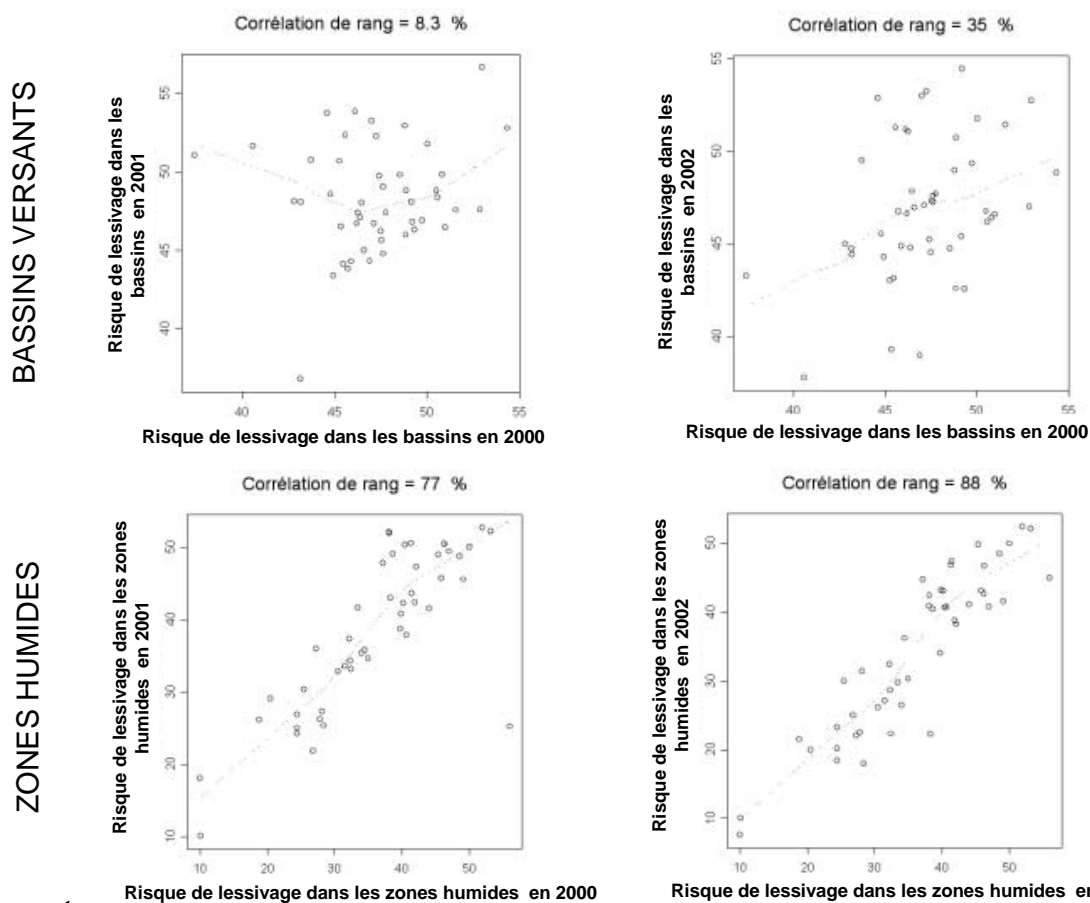 Corrélation de rang = 8.3 %
Corrélation de rang = 35 %
BASSINS VERSANTS
Risque de lessivage dans les
bassins en 2001
55
50
45
40
40
45
50
55
Risque de lessivage dans les bassins en 2000
Risque de lessivage dans les
bassins en 2002
55
50
45
40
40
45
50
55
Risque de lessivage dans les bassins en 2000
Corrélation de rang = 77 %
Corrélation de rang = 88 %
ZONES HUMIDES
Risque de lessivage dans les zones
humides en 2001
50
40
30
20
10
10
20
30
40
50
Risque de lessivage dans les zones humides en 2000
Risque de lessivage dans les zones
humides en 2002
50
40
30
20
10
10
20
30
40
50
Risque de lessivage dans les zones humides en